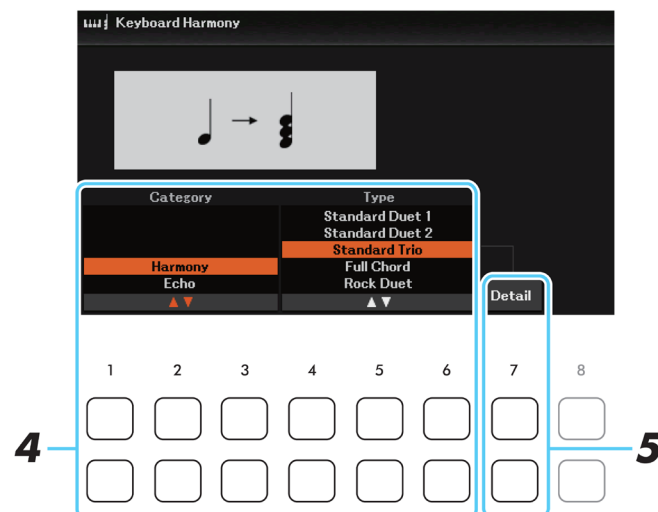 Keyboard Harmony
Category Type
Standard Duet 1
Standard Duet 2
Standard Trio
Harmony Full Chord
Echo Rock Duet
Detail
1 2 3 4 5 6 7 8
4 5